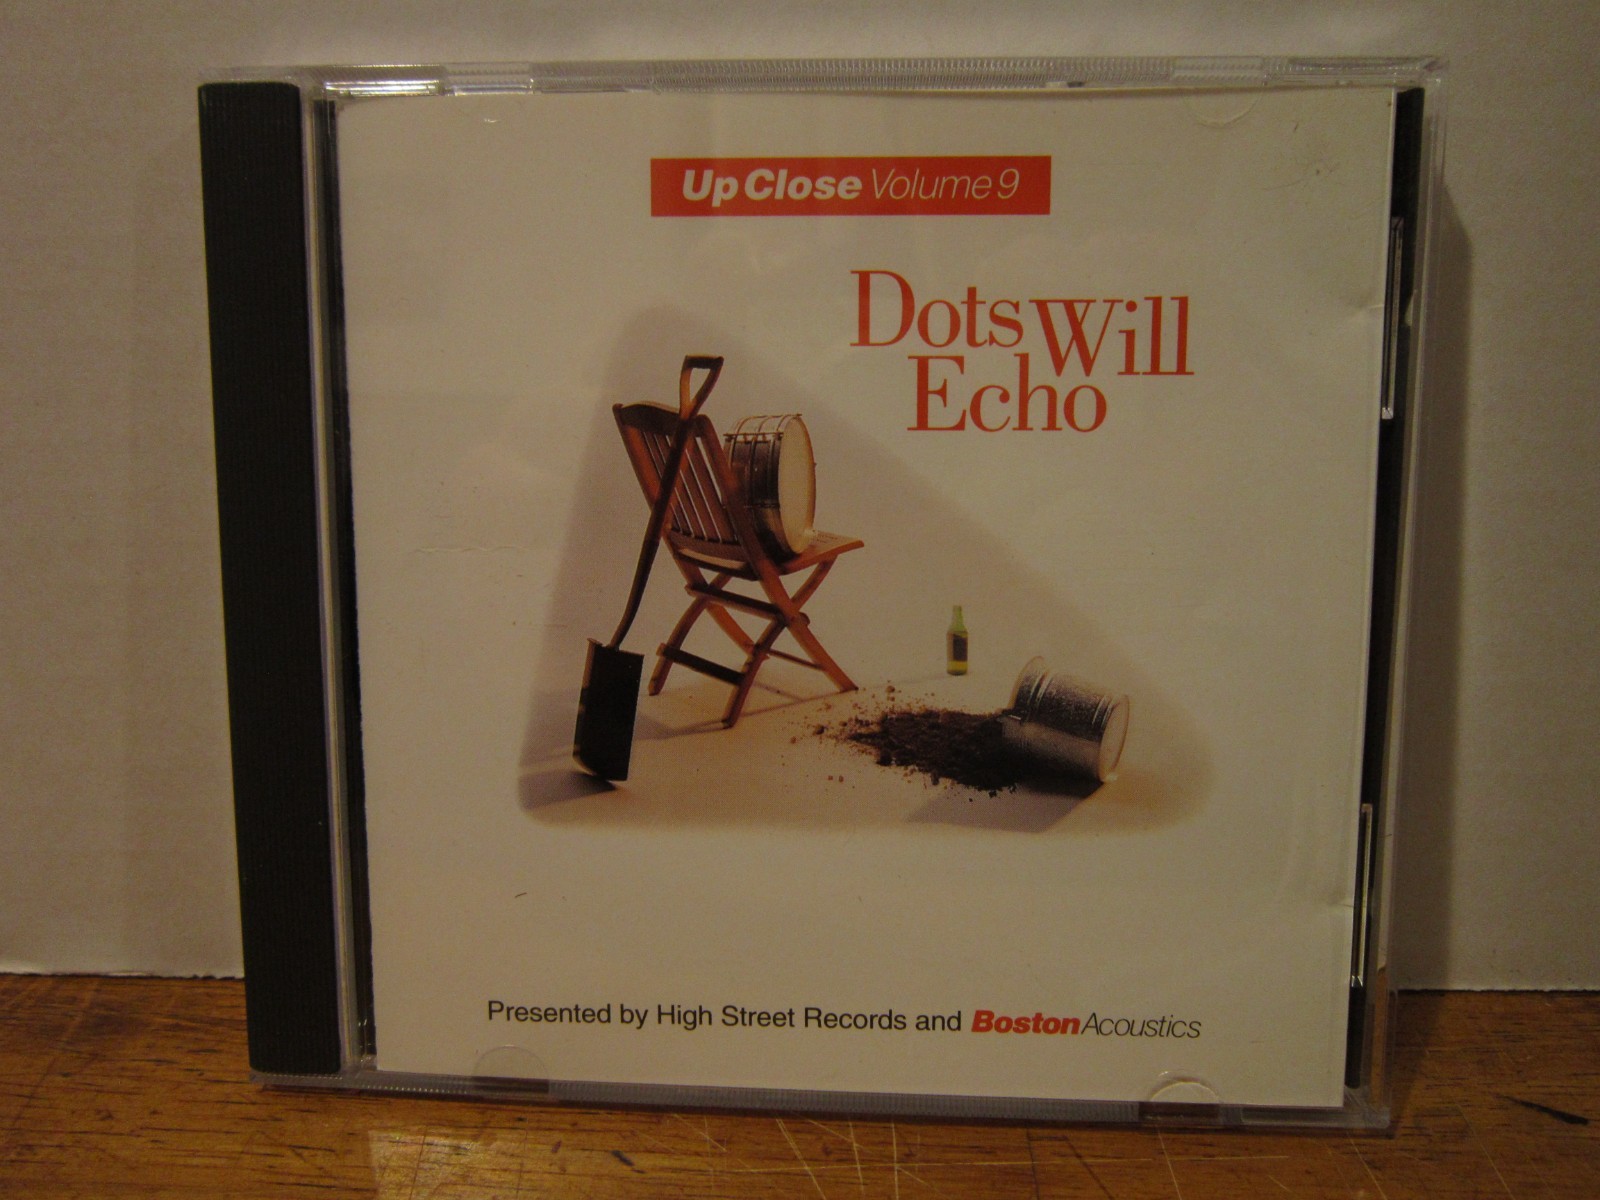 Up Close Volume 9
Dots Will
Echo
Presented by High Street Records and Boston Acoustics